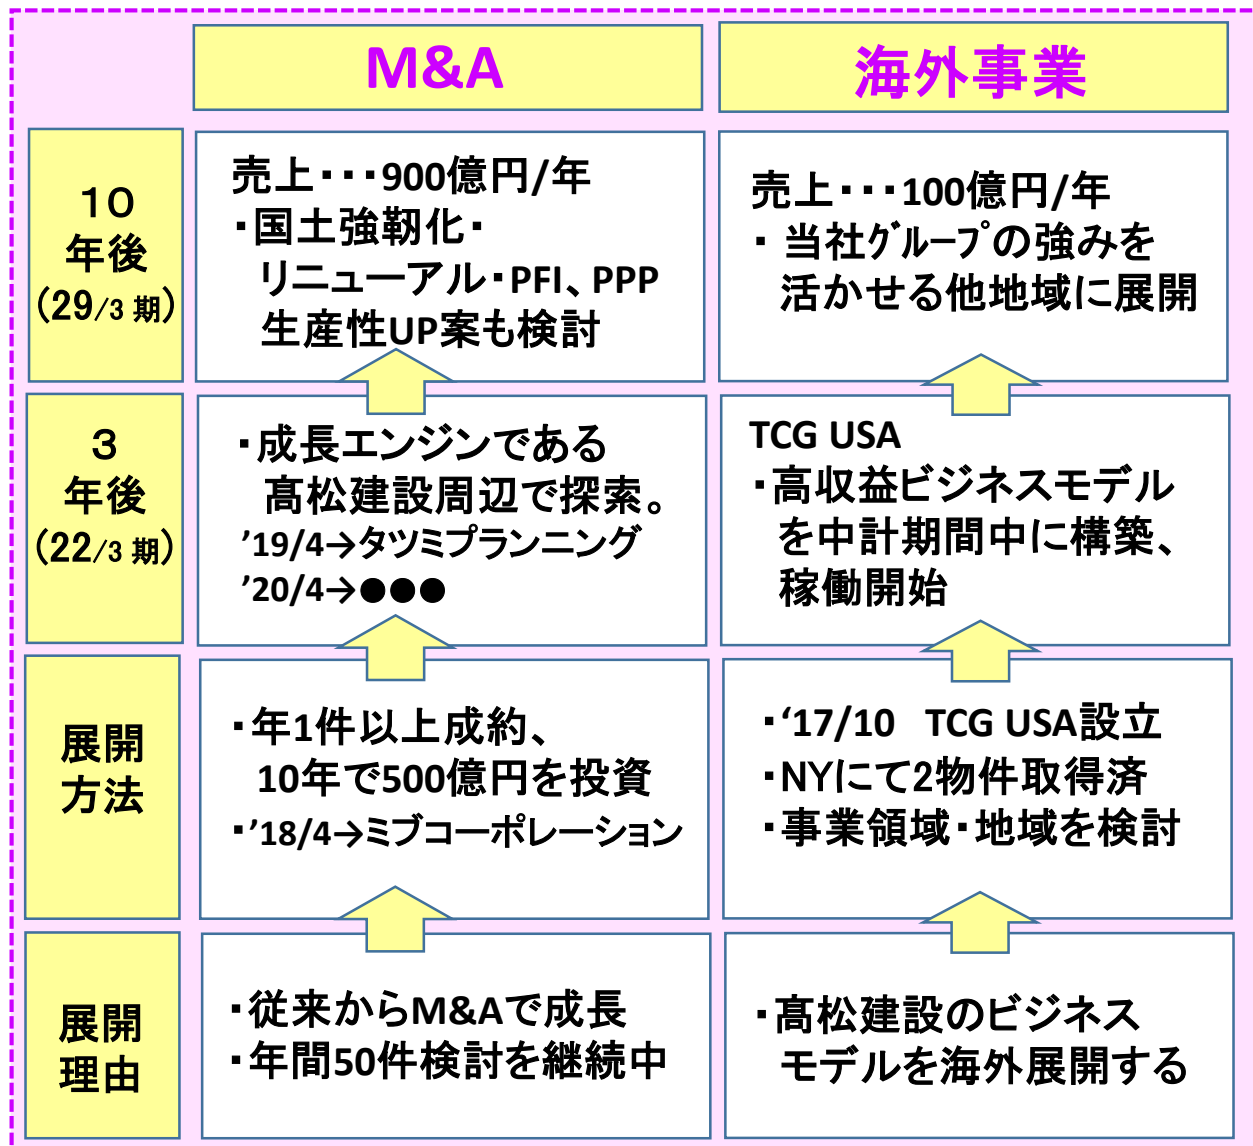 M&A
海外事業
10
年後
(29/3 期)
売上･･･900億円/年
・国土強靭化・
リニューアル・PFI、PPP
生産性UP案も検討
売上･･･100億円/年
・ 当社ｸﾞﾙｰﾌﾟの強みを
活かせる他地域に展開
3
年後
(22/3 期)
・成長エンジンである
髙松建設周辺で探索。
’19/4→タツミプランニング
’20/4→●●●
TCG USA
・高収益ビジネスモデル
を中計期間中に構築、
稼働開始
展開
方法
・年1件以上成約、
10年で500億円を投資
・’18/4→ミブコーポレーション
・‘17/10　TCG USA設立
・NYにて2物件取得済
・事業領域・地域を検討
展開
理由
・従来からM&Aで成長
・年間50件検討を継続中
・髙松建設のビジネス
モデルを海外展開する